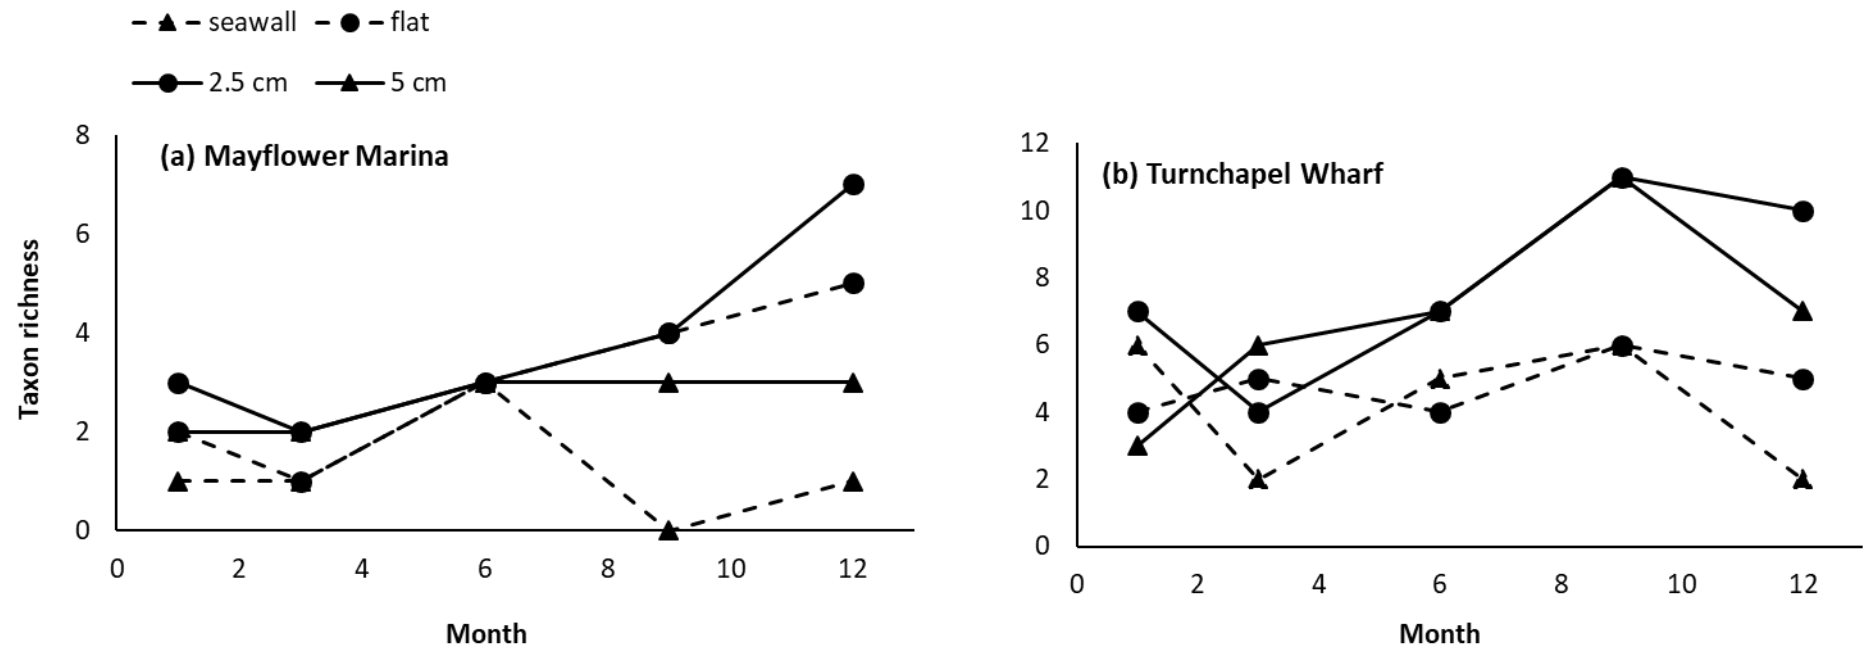 seawall flat
2.5 cm 5 cm
(a) Mayflower Marina
8
6
4
2
0
Taxon richness
0 2 4 6 8 10 12
Month
(b) Turnchapel Wharf
12
10
8
6
4
2
0
0 2 4 6 8 10 12
Month